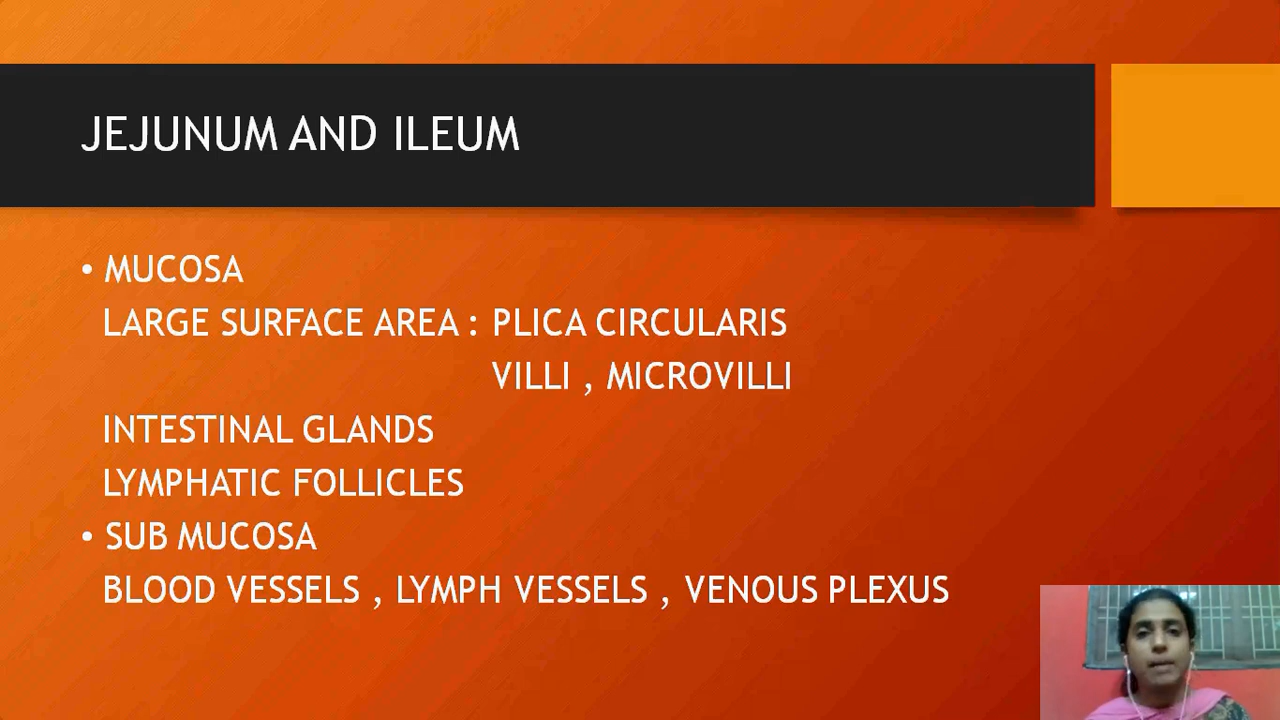 JEJUNUM AND ILEUM
• MUCOSA
LARGE SURFACE AREA : PLICA CIRCULARIS
VILLI , MICROVILLI
INTESTINAL GLANDS
LYMPHATIC FOLLICLES
• SUB MUCOSA
BLOOD VESSELS , LYMPH VESSELS , VENOUS PLEXUS